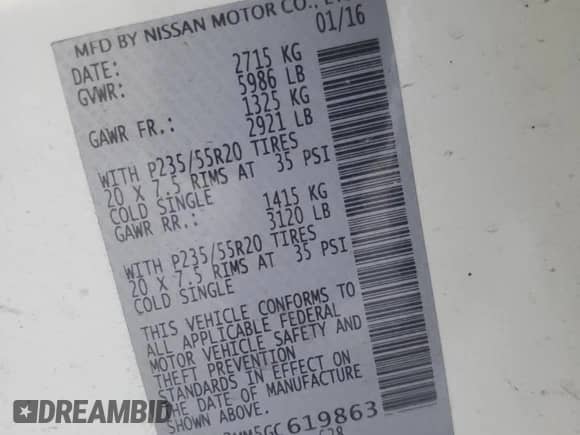 MFD BY NISSAN MOTOR CO.,
DATE: 01/16
GVWR: 2715 KG
5986 LB
GAWR FR.: 1325 KG
2921 LB
WITH P235/55R20 TIRES
20 X 7.5 RIMS AT 35 PSI
COLD SINGLE
GAWR RR.: 1415 KG
3120 LB
WITH P235/55R20 TIRES
20 X 7.5 RIMS AT 35 PSI
COLD SINGLE
THIS VEHICLE CONFORMS TO
ALL APPLICABLE FEDERAL
MOTOR VEHICLE SAFETY AND
THEFT PREVENTION
STANDARDS IN EFFECT ON
THE DATE OF MANUFACTURE
SHOWN ABOVE.
619863
DREAMBID
DREAMBID